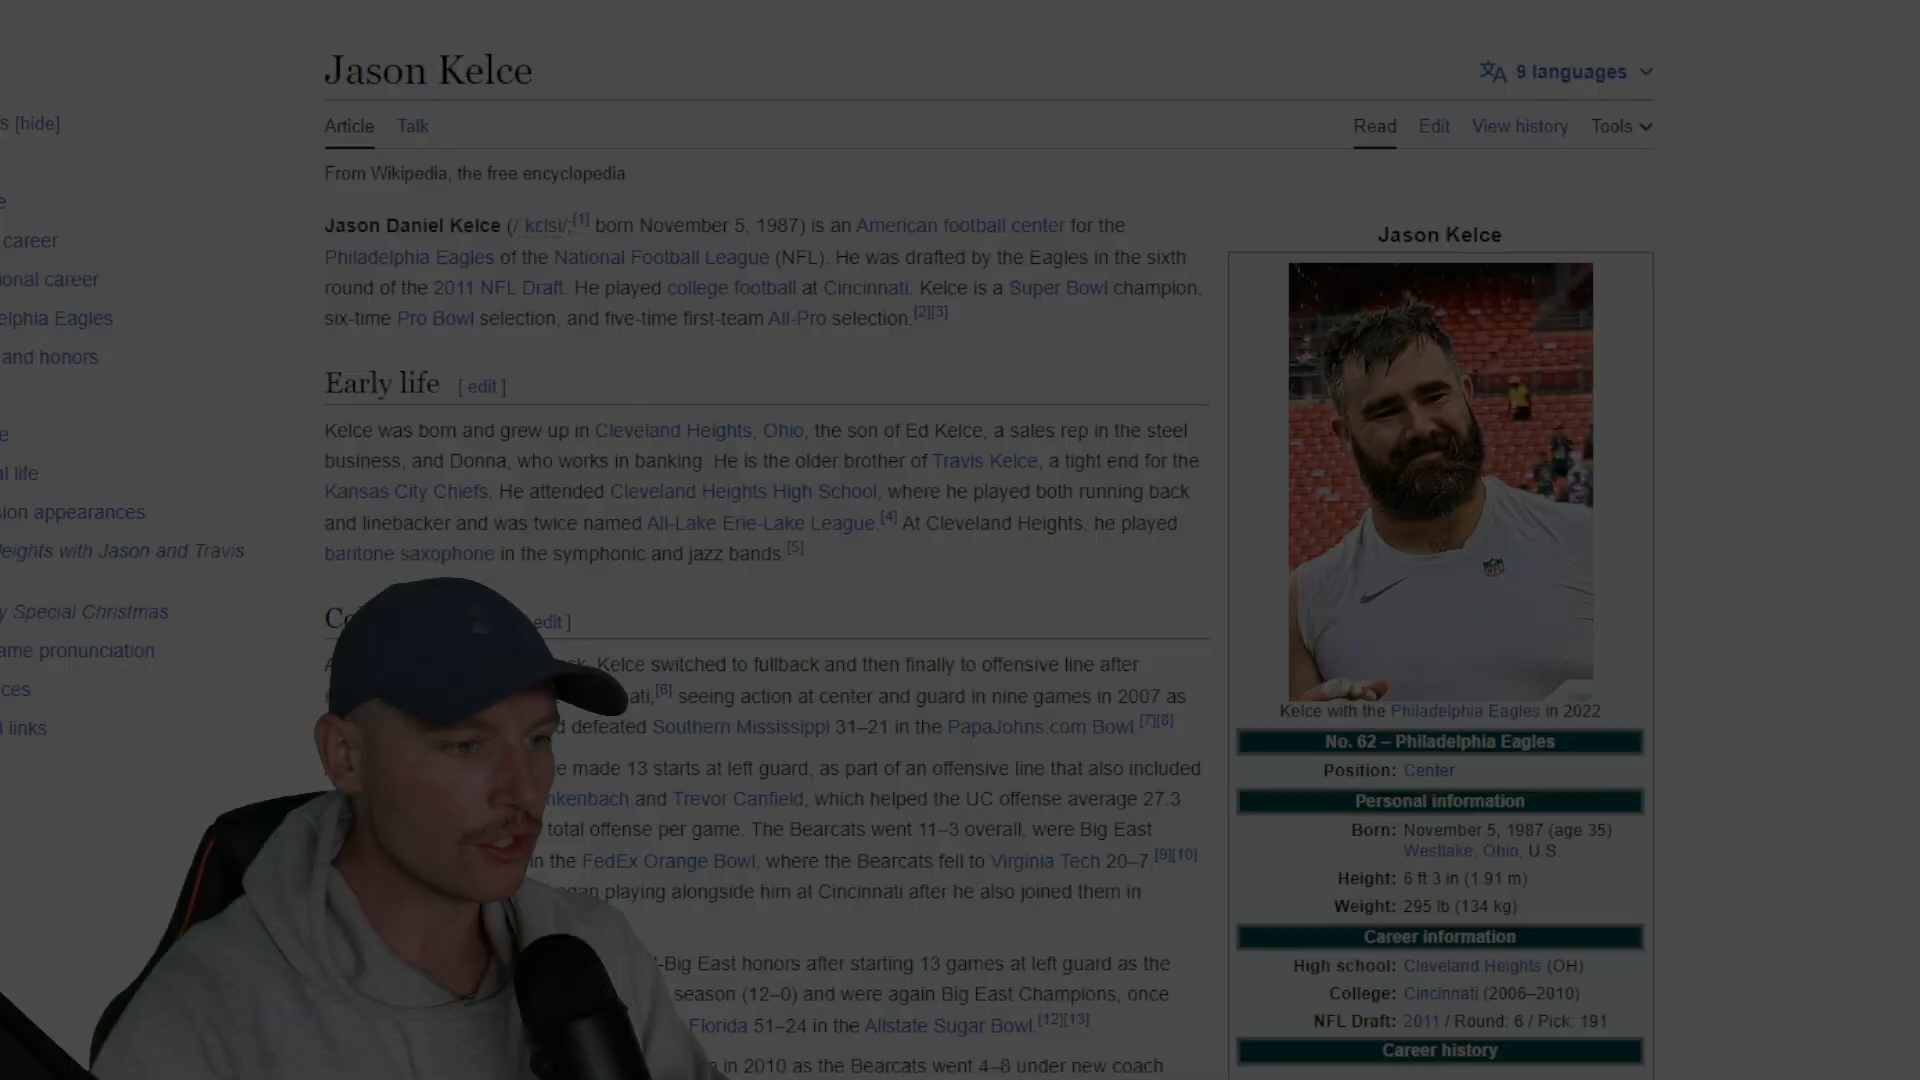 Jason Kelce
9 languages
s [hide]
Article Talk
Read Edit View history Tools
From Wikipedia, the free encyclopedia
e
career
ional career
elphia Eagles
and honors
e
al life
sion appearances
Heights with Jason and Travis
y Special Christmas
ame pronunciation
ces
l links
Jason Daniel Kelce (/ˈkɛlsi/;[1] born November 5, 1987) is an American football center for the
Philadelphia Eagles of the National Football League (NFL). He was drafted by the Eagles in the sixth
round of the 2011 NFL Draft. He played college football at Cincinnati. Kelce is a Super Bowl champion,
six-time Pro Bowl selection, and five-time first-team All-Pro selection.[2][3]
Early life [ edit ]
Kelce was born and grew up in Cleveland Heights, Ohio, the son of Ed Kelce, a sales rep in the steel
business, and Donna, who works in banking. He is the older brother of Travis Kelce, a tight end for the
Kansas City Chiefs. He attended Cleveland Heights High School, where he played both running back
and linebacker and was twice named All-Lake Erie-Lake League.[4] At Cleveland Heights, he played
baritone saxophone in the symphonic and jazz bands.[5]
edit ]
Kelce switched to fullback and then finally to offensive line after
ati,[6] seeing action at center and guard in nine games in 2007 as
d defeated Southern Mississippi 31–21 in the PapaJohns.com Bowl.[7][8]
e made 13 starts at left guard, as part of an offensive line that also included
nkenbach and Trevor Canfield, which helped the UC offense average 27.3
total offense per game. The Bearcats went 11–3 overall, were Big East
in the FedEx Orange Bowl, where the Bearcats fell to Virginia Tech 20–7.[9][10]
egan playing alongside him at Cincinnati after he also joined them in
-Big East honors after starting 13 games at left guard as the
season (12–0) and were again Big East Champions, once
Florida 51–24 in the Allstate Sugar Bowl.[12][13]
in 2010 as the Bearcats went 4–8 under new coach
Jason Kelce
NFL
Kelce with the Philadelphia Eagles in 2022
No. 62 – Philadelphia Eagles
Position: Center
Personal information
Born: November 5, 1987 (age 35)
Westlake, Ohio, U.S.
Height: 6 ft 3 in (1.91 m)
Weight: 295 lb (134 kg)
Career information
High school: Cleveland Heights (OH)
College: Cincinnati (2006–2010)
NFL Draft: 2011 / Round: 6 / Pick: 191
Career history